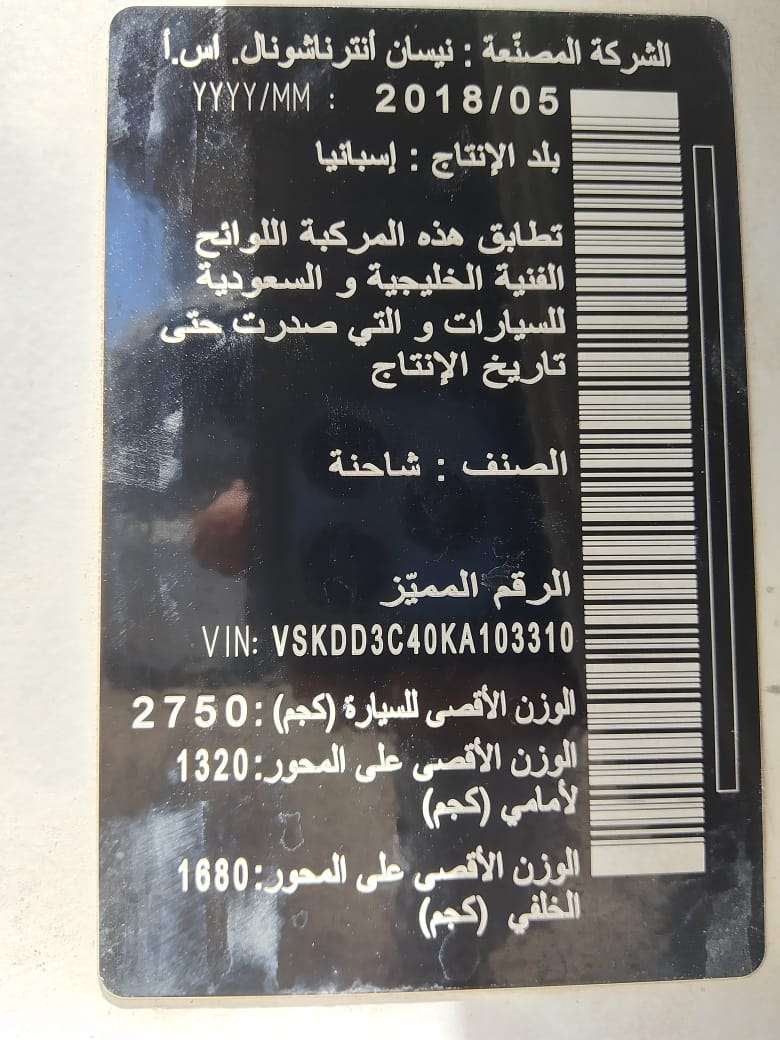 الشركة المصنّعة : نيسان أنترناشونال. اس.أ
YYYY/MM : 2018/05
بلد الإنتاج : إسبانيا
تطابق هذه المركبة اللوائح
الفنية الخليجية و السعودية
للسيارات و التي صدرت حتى
تاريخ الإنتاج
الصنف : شاحنة
الرقم المميّز
VIN: VSKDD3C40KA103310
الوزن الأقصى للسيارة (كجم) :2750
الوزن الأقصى على المحور:1320
لأمامي (كجم)
الوزن الأقصى على المحور:1680
الخلفي (كجم)